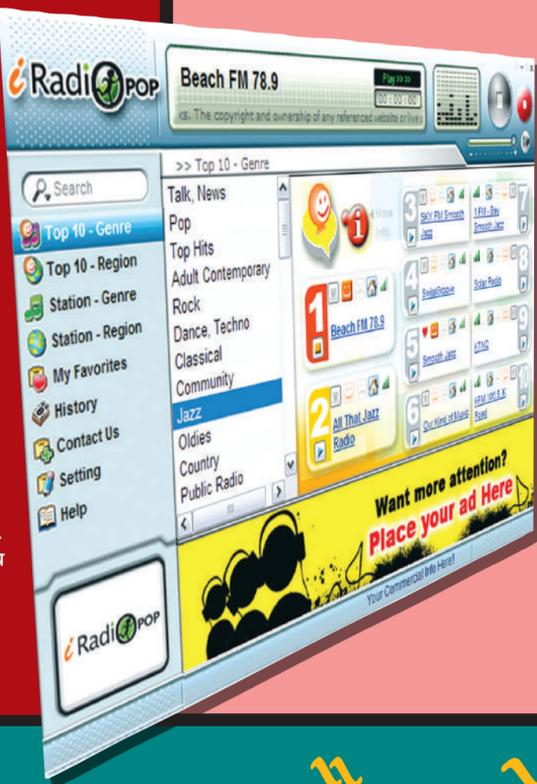 iRadioPOP
Beach FM 78.9
Play >> >>
00 : 00 : 00
<s. The copyright and ownership of any referenced website or live
Search
Top 10 - Genre
Top 10 - Region
Station - Genre
Station - Region
My Favorites
History
Contact Us
Setting
Help
>> Top 10 - Genre
Talk, News
Pop
Top Hits
Adult Contemporary
Rock
Dance, Techno
Classical
Community
Jazz
Oldies
Country
Public Radio
More
Info
1
Beach FM 78.9
2
All That Jazz
Radio
3
SKY FM Smooth
Jazz
4
SwissGroove
5
Smooth Jazz
6
Our Kind of Music
7
1.FM - Bay
Smooth Jazz
8
Solar Radio
9
KTNG
10
Want more attention?
Place your ad Here
Your Commercial Info Here!!
iRadioPOP